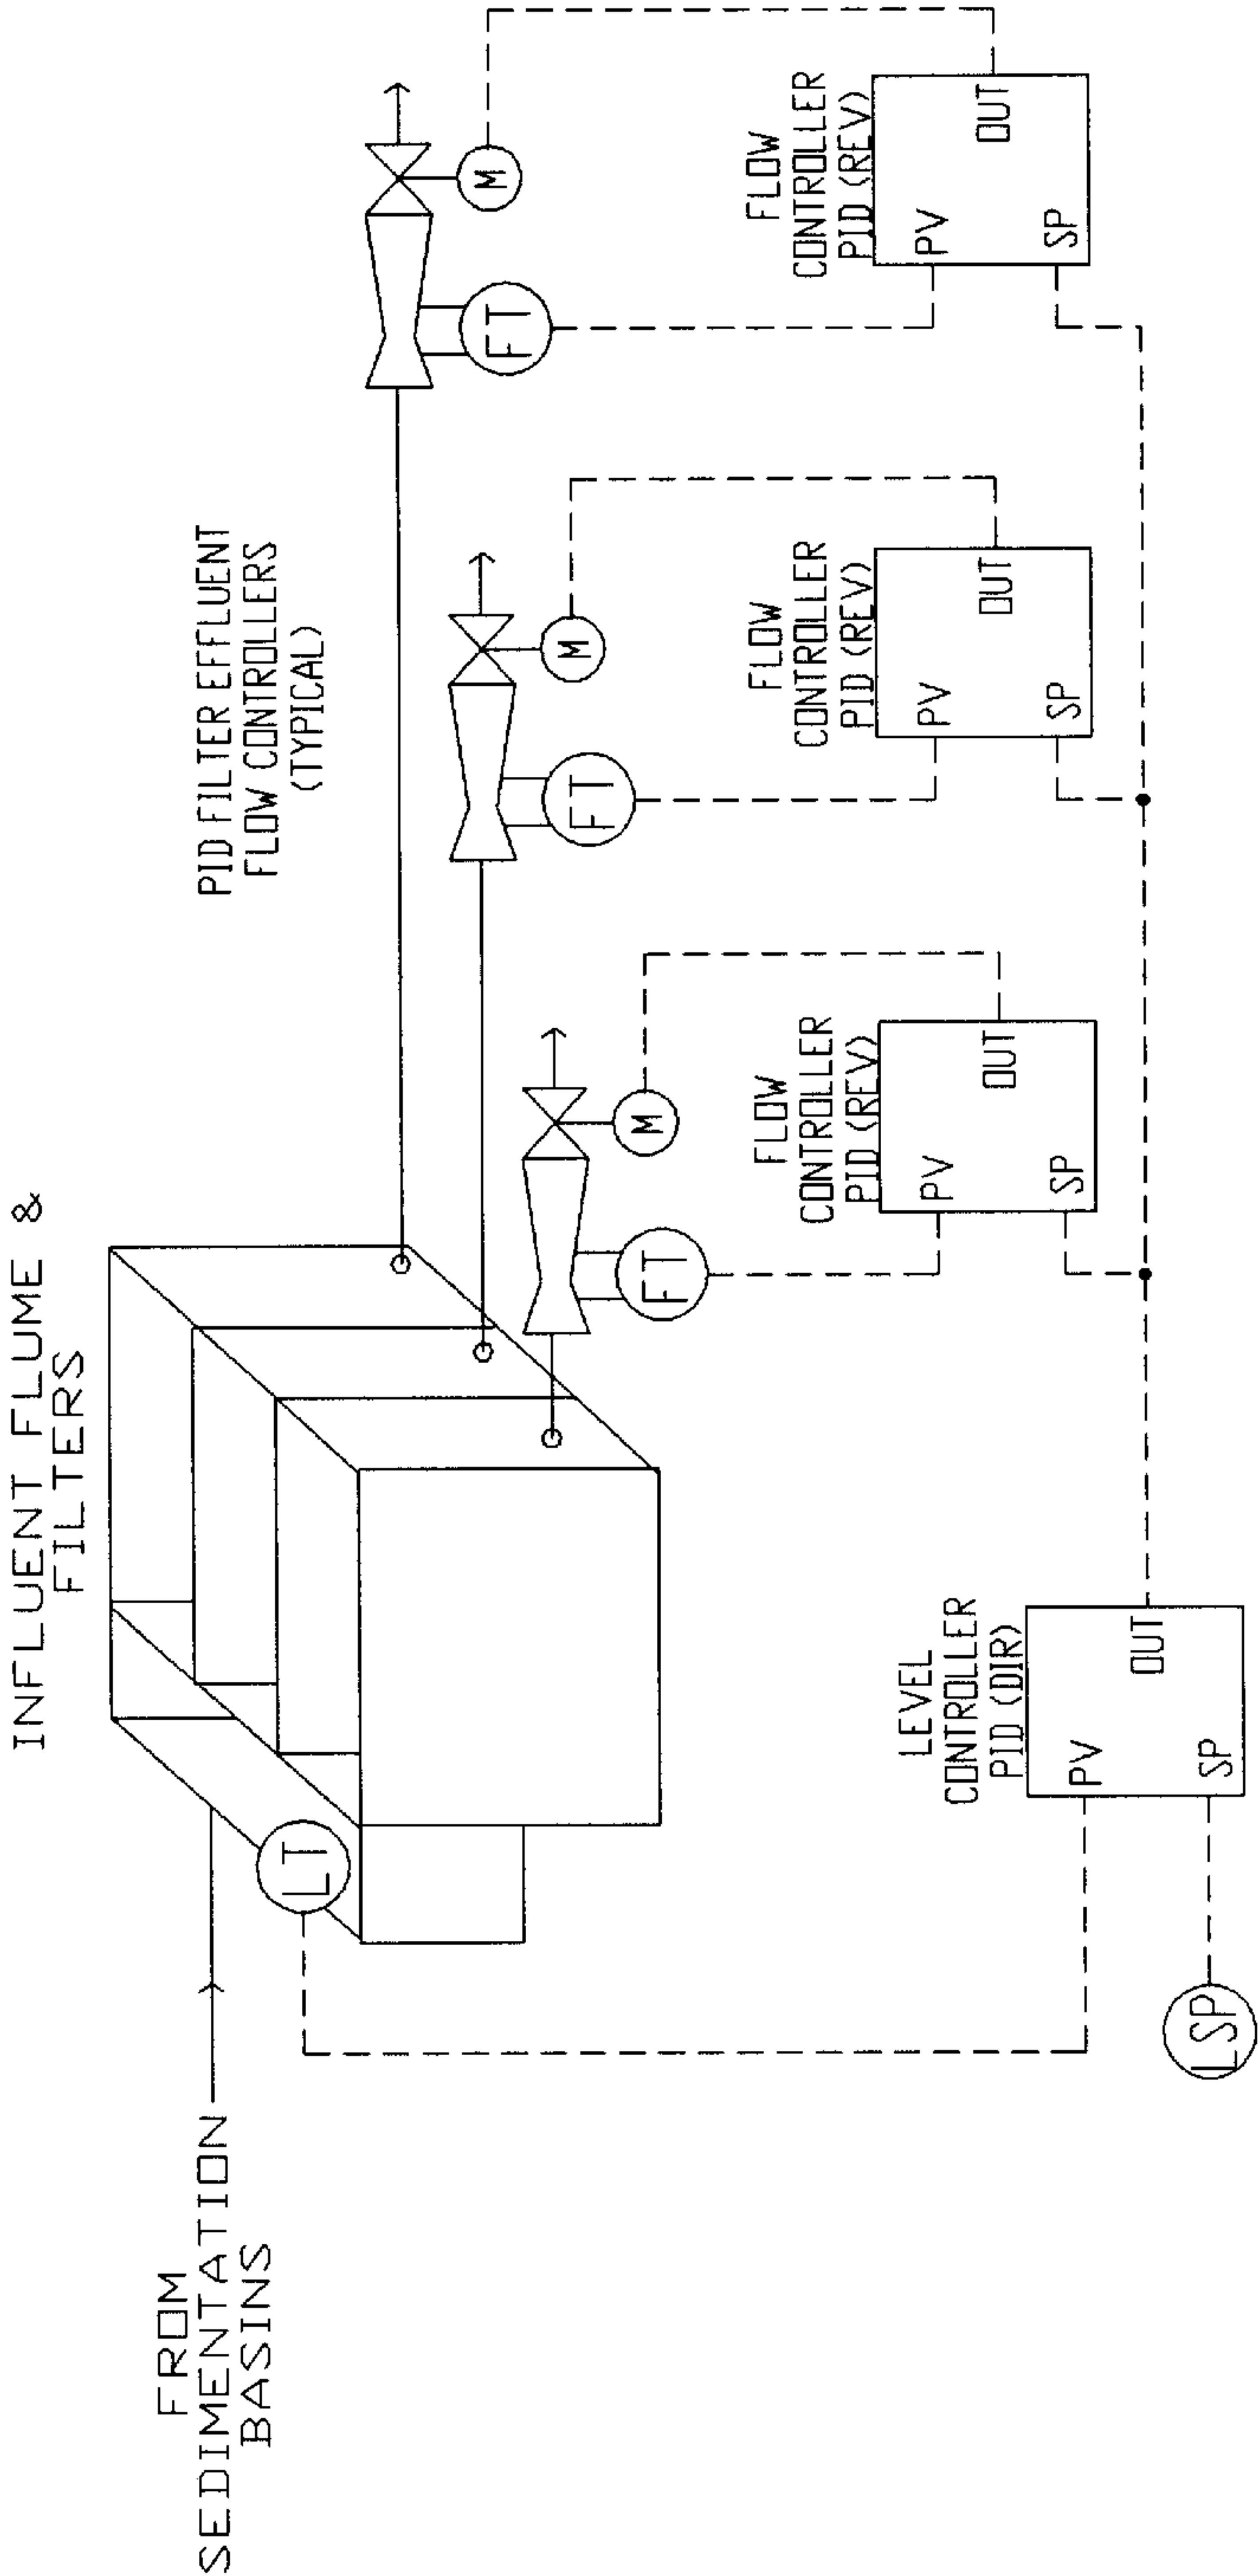 INFLUENT FLUME &
FILTERS
FROM
SEDIMENTATION
BASINS
LT
PID FILTER EFFLUENT
FLOW CONTROLLERS
(TYPICAL)
M
FT
M
FT
M
FT
LEVEL
CONTROLLER
PID (DIR)
PV
OUT
SP
LSP
FLOW
CONTROLLER
PID (REV)
PV
OUT
SP
FLOW
CONTROLLER
PID (REV)
PV
OUT
SP
FLOW
CONTROLLER
PID (REV)
PV
OUT
SP